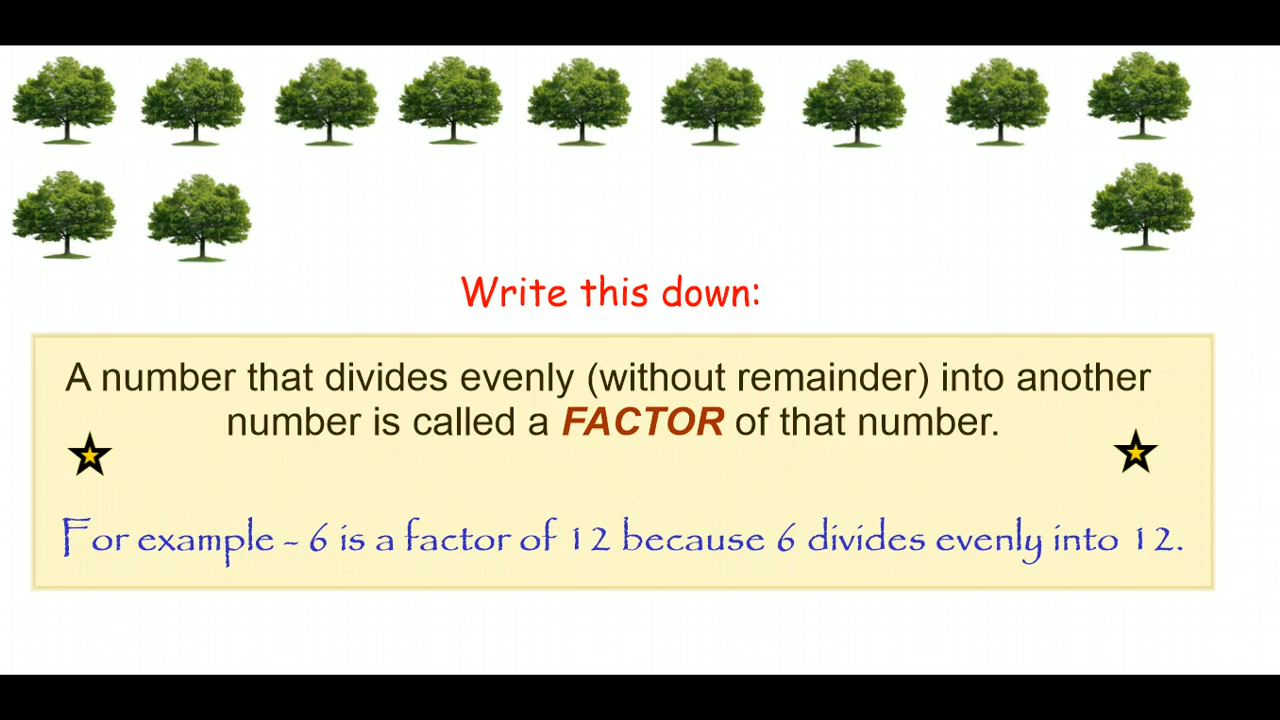 Write this down:
A number that divides evenly (without remainder) into another
number is called a FACTOR of that number.
For example - 6 is a factor of 12 because 6 divides evenly into 12.